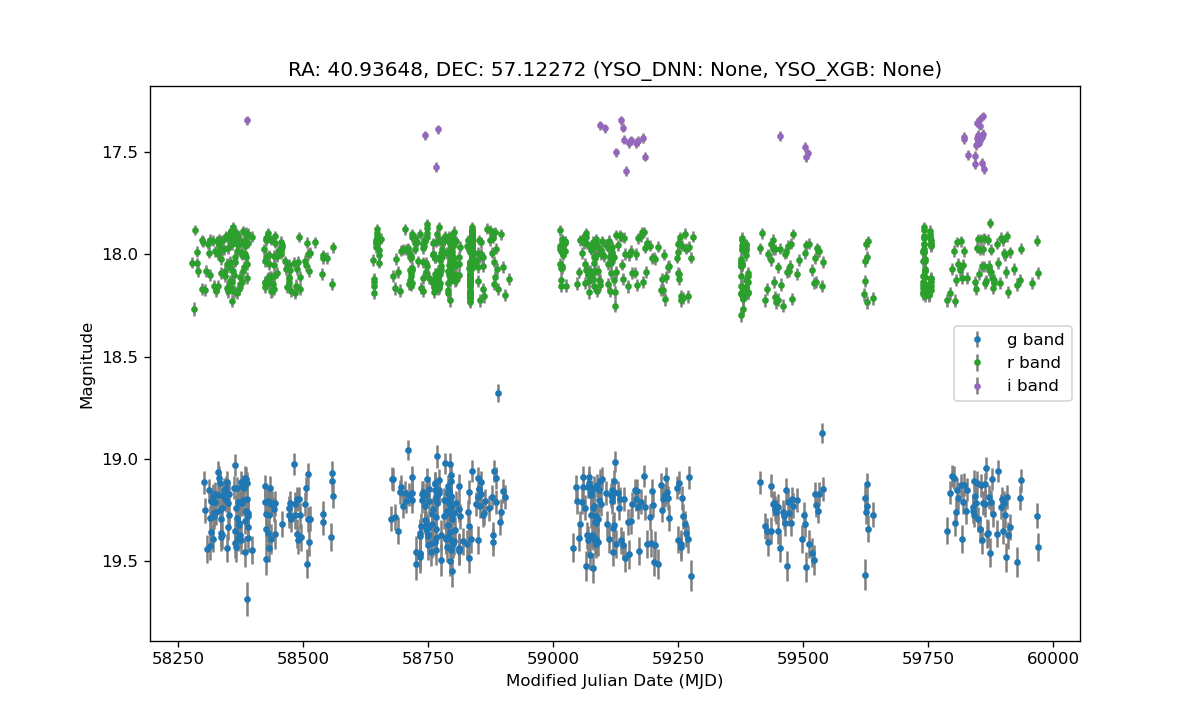 RA: 40.93648, DEC: 57.12272 (YSO_DNN: None, YSO_XGB: None)
17.5
18.0
18.5
19.0
19.5
Magnitude
g band
r band
i band
58250 58500 58750 59000 59250 59500 59750 60000
Modified Julian Date (MJD)